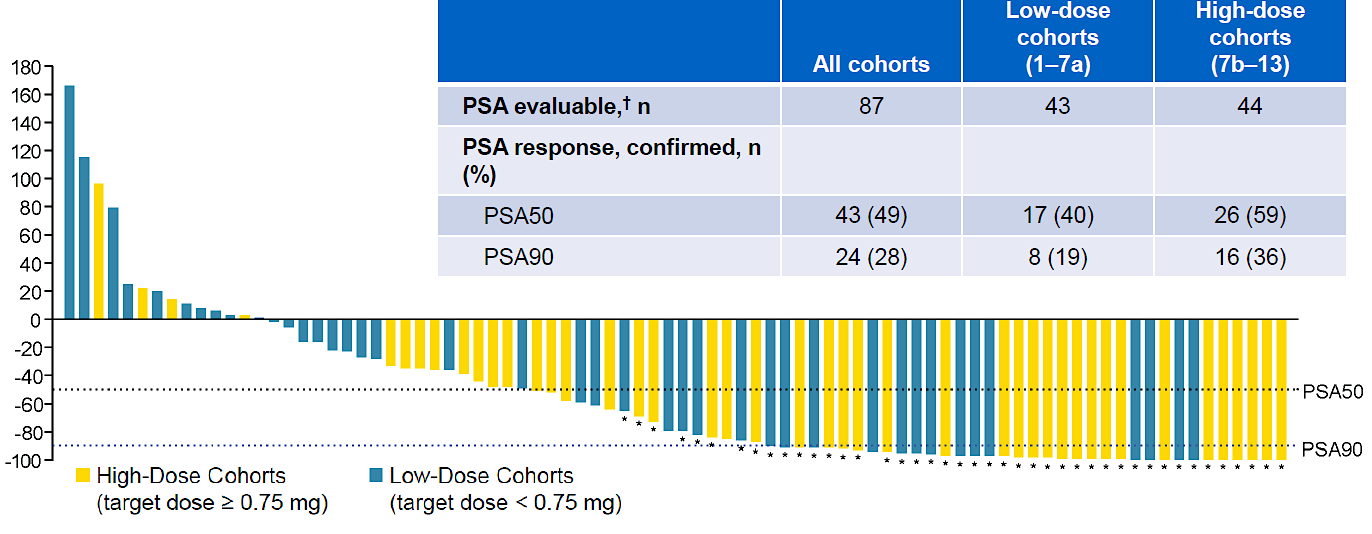 Low-dose
cohorts
(1–7a)
High-dose
cohorts
(7b–13)
All cohorts
PSA evaluable,† n 87 43 44
PSA response, confirmed, n
(%)
PSA50 43 (49) 17 (40) 26 (59)
PSA90 24 (28) 8 (19) 16 (36)
180
160
140
120
100
80
60
40
20
0
-20
-40
-60
-80
-100
PSA50
PSA90
High-Dose Cohorts
(target dose ≥ 0.75 mg)
Low-Dose Cohorts
(target dose < 0.75 mg)